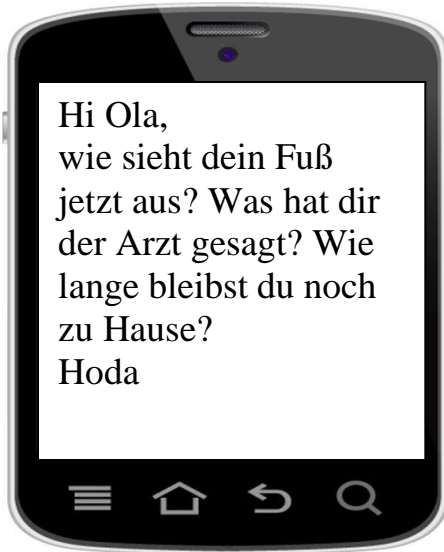 Hi Ola,
wie sieht dein Fuß
jetzt aus? Was hat dir
der Arzt gesagt? Wie
lange bleibst du noch
zu Hause?
Hoda